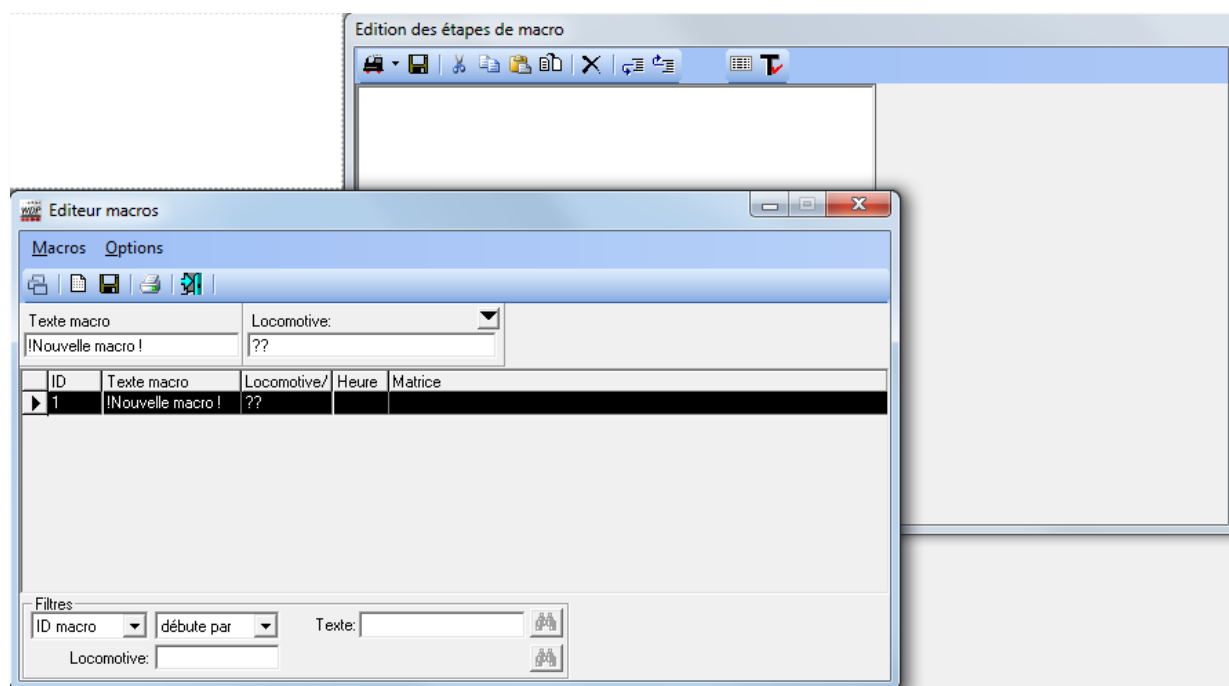 Edition des étapes de macro
Editeur macros
Macros Options
Texte macro Locomotive:
!Nouvelle macro ! ??
ID Texte macro Locomotive/ Heure Matrice
1 !Nouvelle macro ! ??
Filtres
ID macro débute par Texte:
Locomotive: